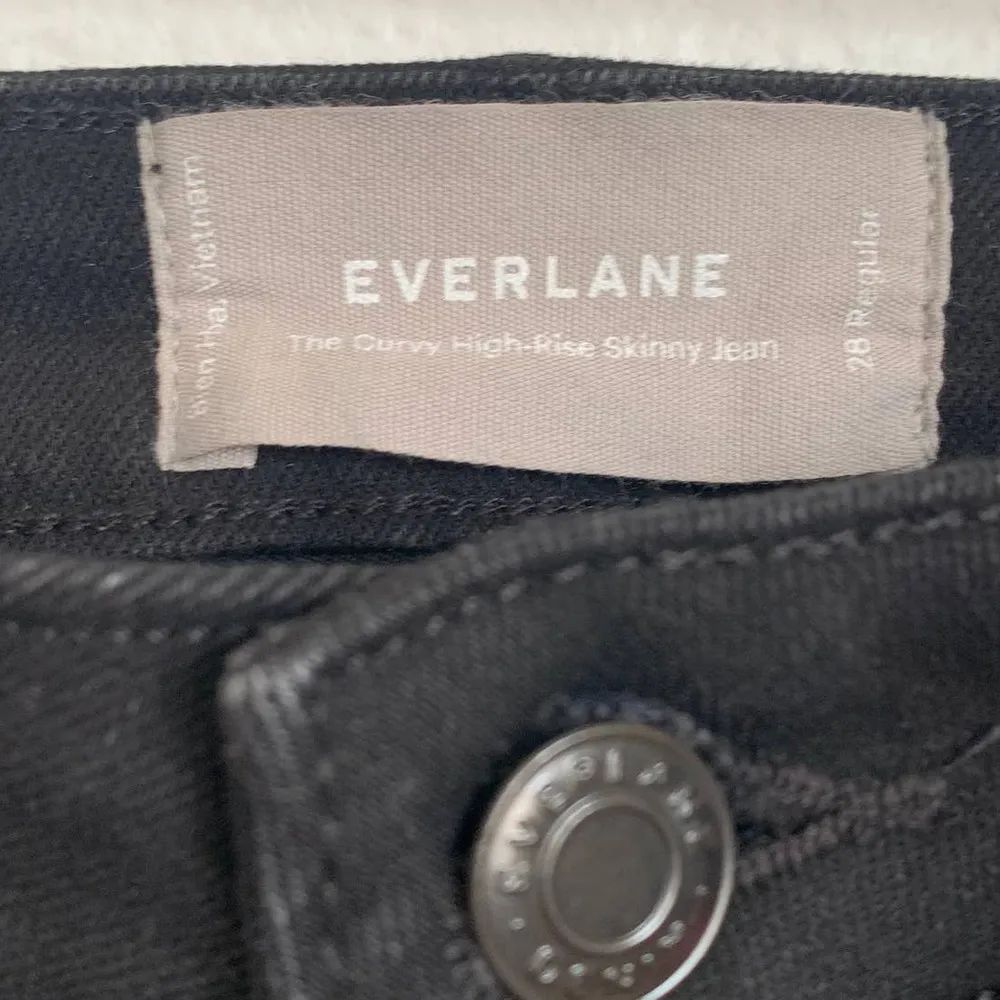 EVERLANE
The Curvy High-Rise Skinny Jean
Bien Hoa, Vietnam
28 Regular